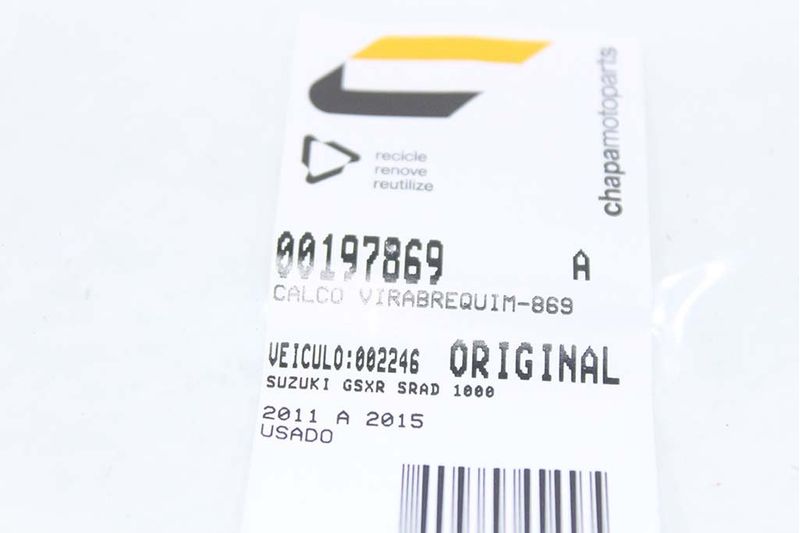 chapamotoparts
recicle
renove
reutilize
00197869 A
CALCO VIRABREQUIM-869
VEICULO:002246 ORIGINAL
SUZUKI GSXR SRAD 1000
2011 A 2015
USADO